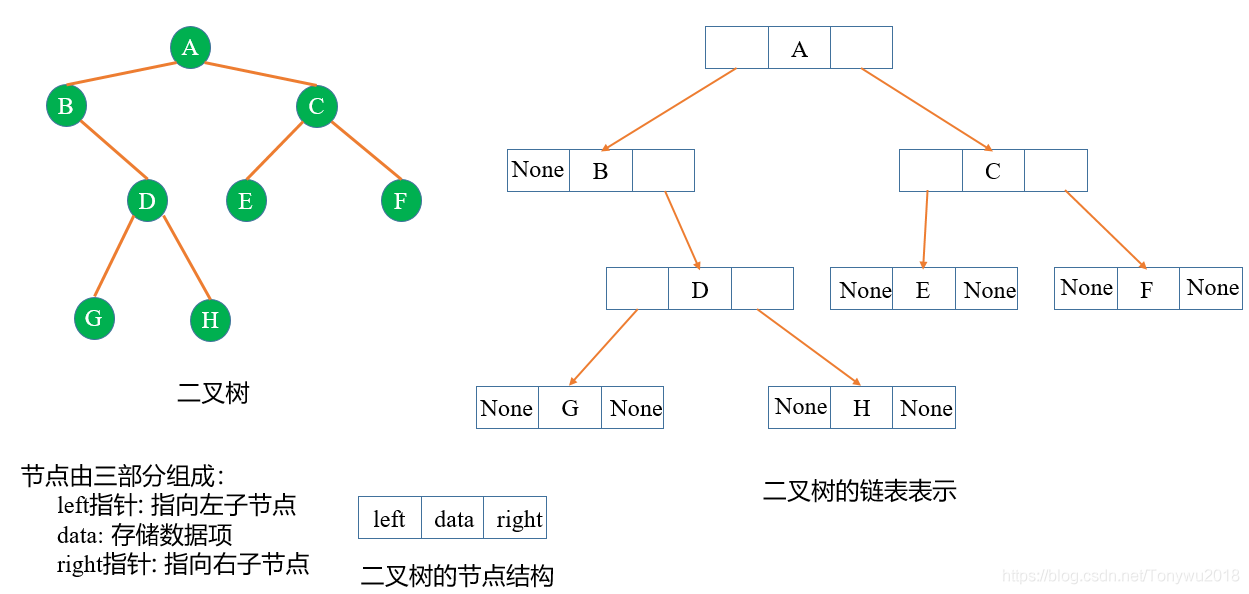 A
B
C
D
E
F
G
H
二叉树
A
None B
C
D
None E None
None F None
None G None
None H None
二叉树的链表表示
节点由三部分组成：
left指针: 指向左子节点
data: 存储数据项
right指针: 指向右子节点
left data right
二叉树的节点结构
https://blog.csdn.net/Tonywu2018